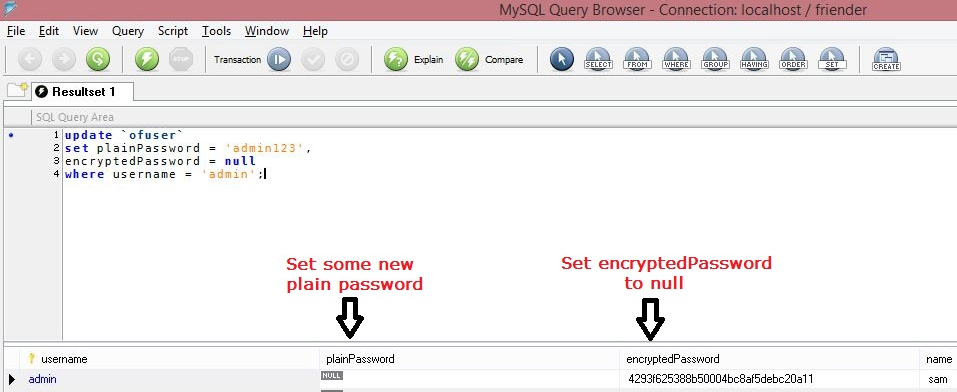 MySQL Query Browser - Connection: localhost / friender
File Edit View Query Script Tools Window Help
STOP Transaction Explain Compare SELECT FROM WHERE GROUP HAVING ORDER SET CREATE
Resultset 1
SQL Query Area
1 update `ofuser`
2 set plainPassword = 'admin123',
3 encryptedPassword = null
4 where username = 'admin';
Set some new
plain password
Set encryptedPassword
to null
username plainPassword encryptedPassword name
admin NULL 4293f625388b50004bc8af5debc20a11 sam